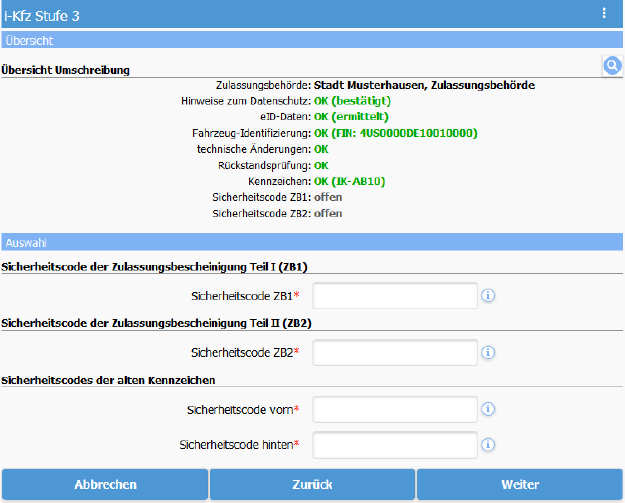 i-Kfz Stufe 3
Übersicht
Übersicht Umschreibung
Zulassungsbehörde: Stadt Musterhausen, Zulassungsbehörde
Hinweise zum Datenschutz: OK (bestätigt)
eID-Daten: OK (ermittelt)
Fahrzeug-Identifizierung: OK (FIN: 4US0000DE10010000)
technische Änderungen: OK
Rückstandsprüfung: OK
Kennzeichen: OK (IK-AB10)
Sicherheitscode ZB1: offen
Sicherheitscode ZB2: offen
Auswahl
Sicherheitscode der Zulassungsbescheinigung Teil I (ZB1)
Sicherheitscode ZB1*
Sicherheitscode der Zulassungsbescheinigung Teil II (ZB2)
Sicherheitscode ZB2*
Sicherheitscodes der alten Kennzeichen
Sicherheitscode vorn*
Sicherheitscode hinten*
Abbrechen Zurück Weiter